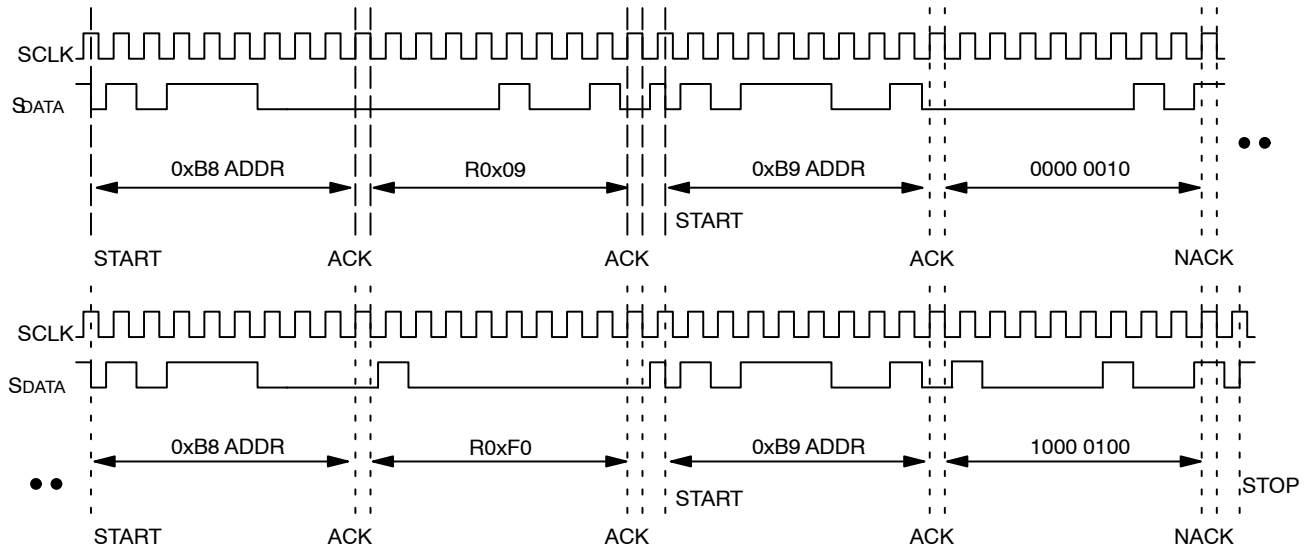 SCLK
SDATA
0xB8 ADDR
R0x09
0xB9 ADDR
0000 0010
START
START
ACK
ACK
ACK
NACK
SCLK
SDATA
0xB8 ADDR
R0xF0
0xB9 ADDR
1000 0100
START
STOP
START
ACK
ACK
ACK
NACK